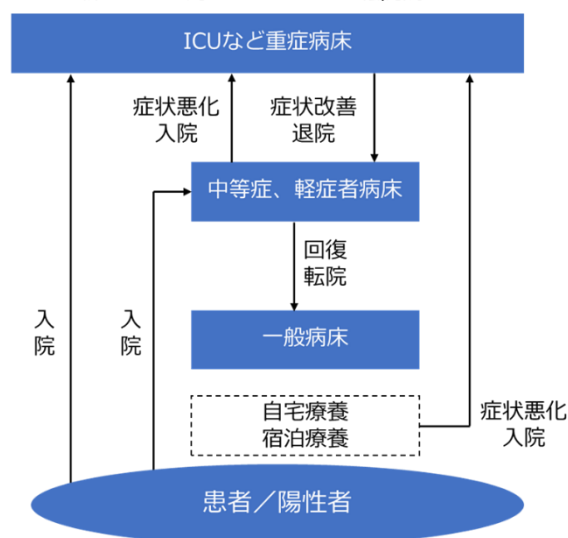 ICUなど重症病床
症状悪化
入院
症状改善
退院
中等症、軽症者病床
回復
転院
入
院
入
院
一般病床
自宅療養
宿泊療養
症状悪化
入院
患者／陽性者